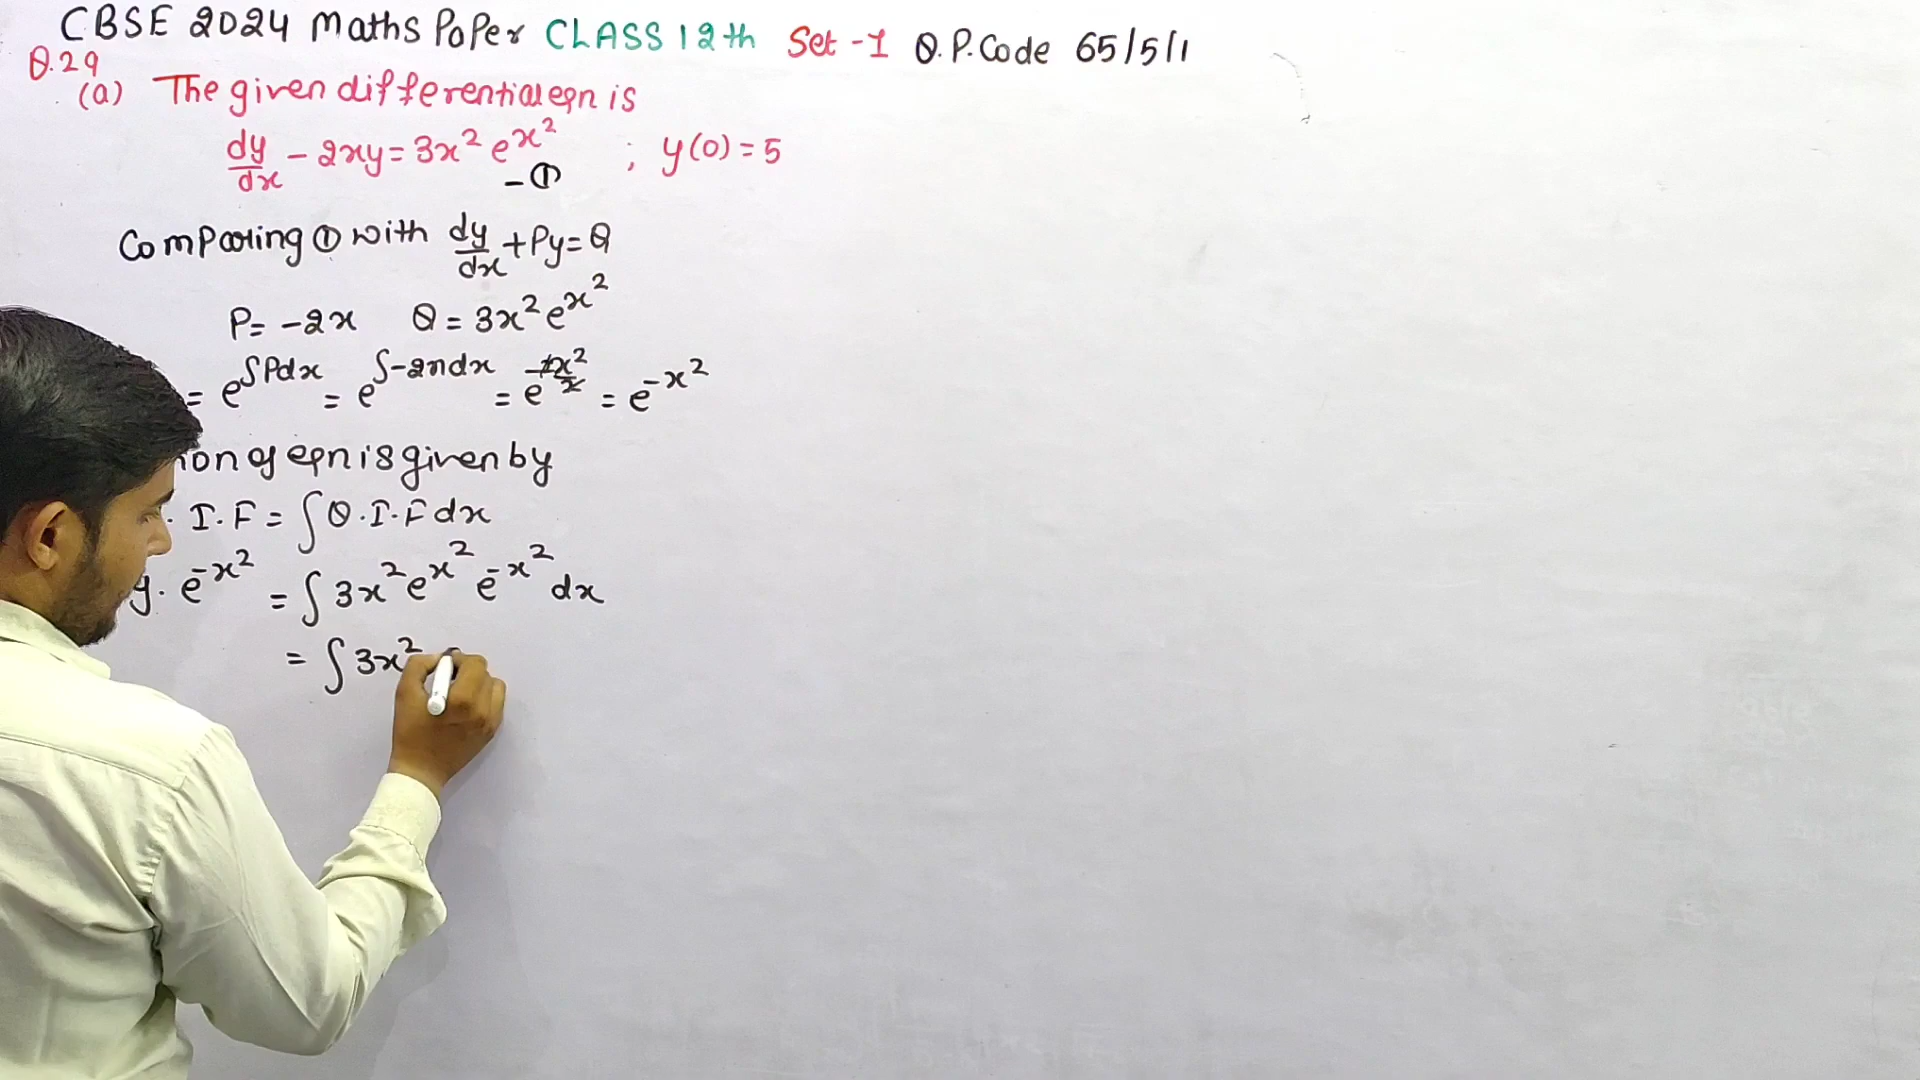 CBSE 2024 Maths Paper CLASS 12th Set -1 Q.P.Code 65/5/1
Q.29
(a) The given differential eqn is
dy/dx - 2xy = 3x² e^x² ; y(0) = 5
- ①
Comparing ① with dy/dx + Py = Q
P = -2x Q = 3x² e^x²
= e^∫Pdx = e^∫-2xdx = e^-2x²/2 = e^-x²
of eqn is given by
. I.F = ∫Q.I.F dx
y. e^-x² = ∫3x² e^x² e^-x² dx
= ∫3x²